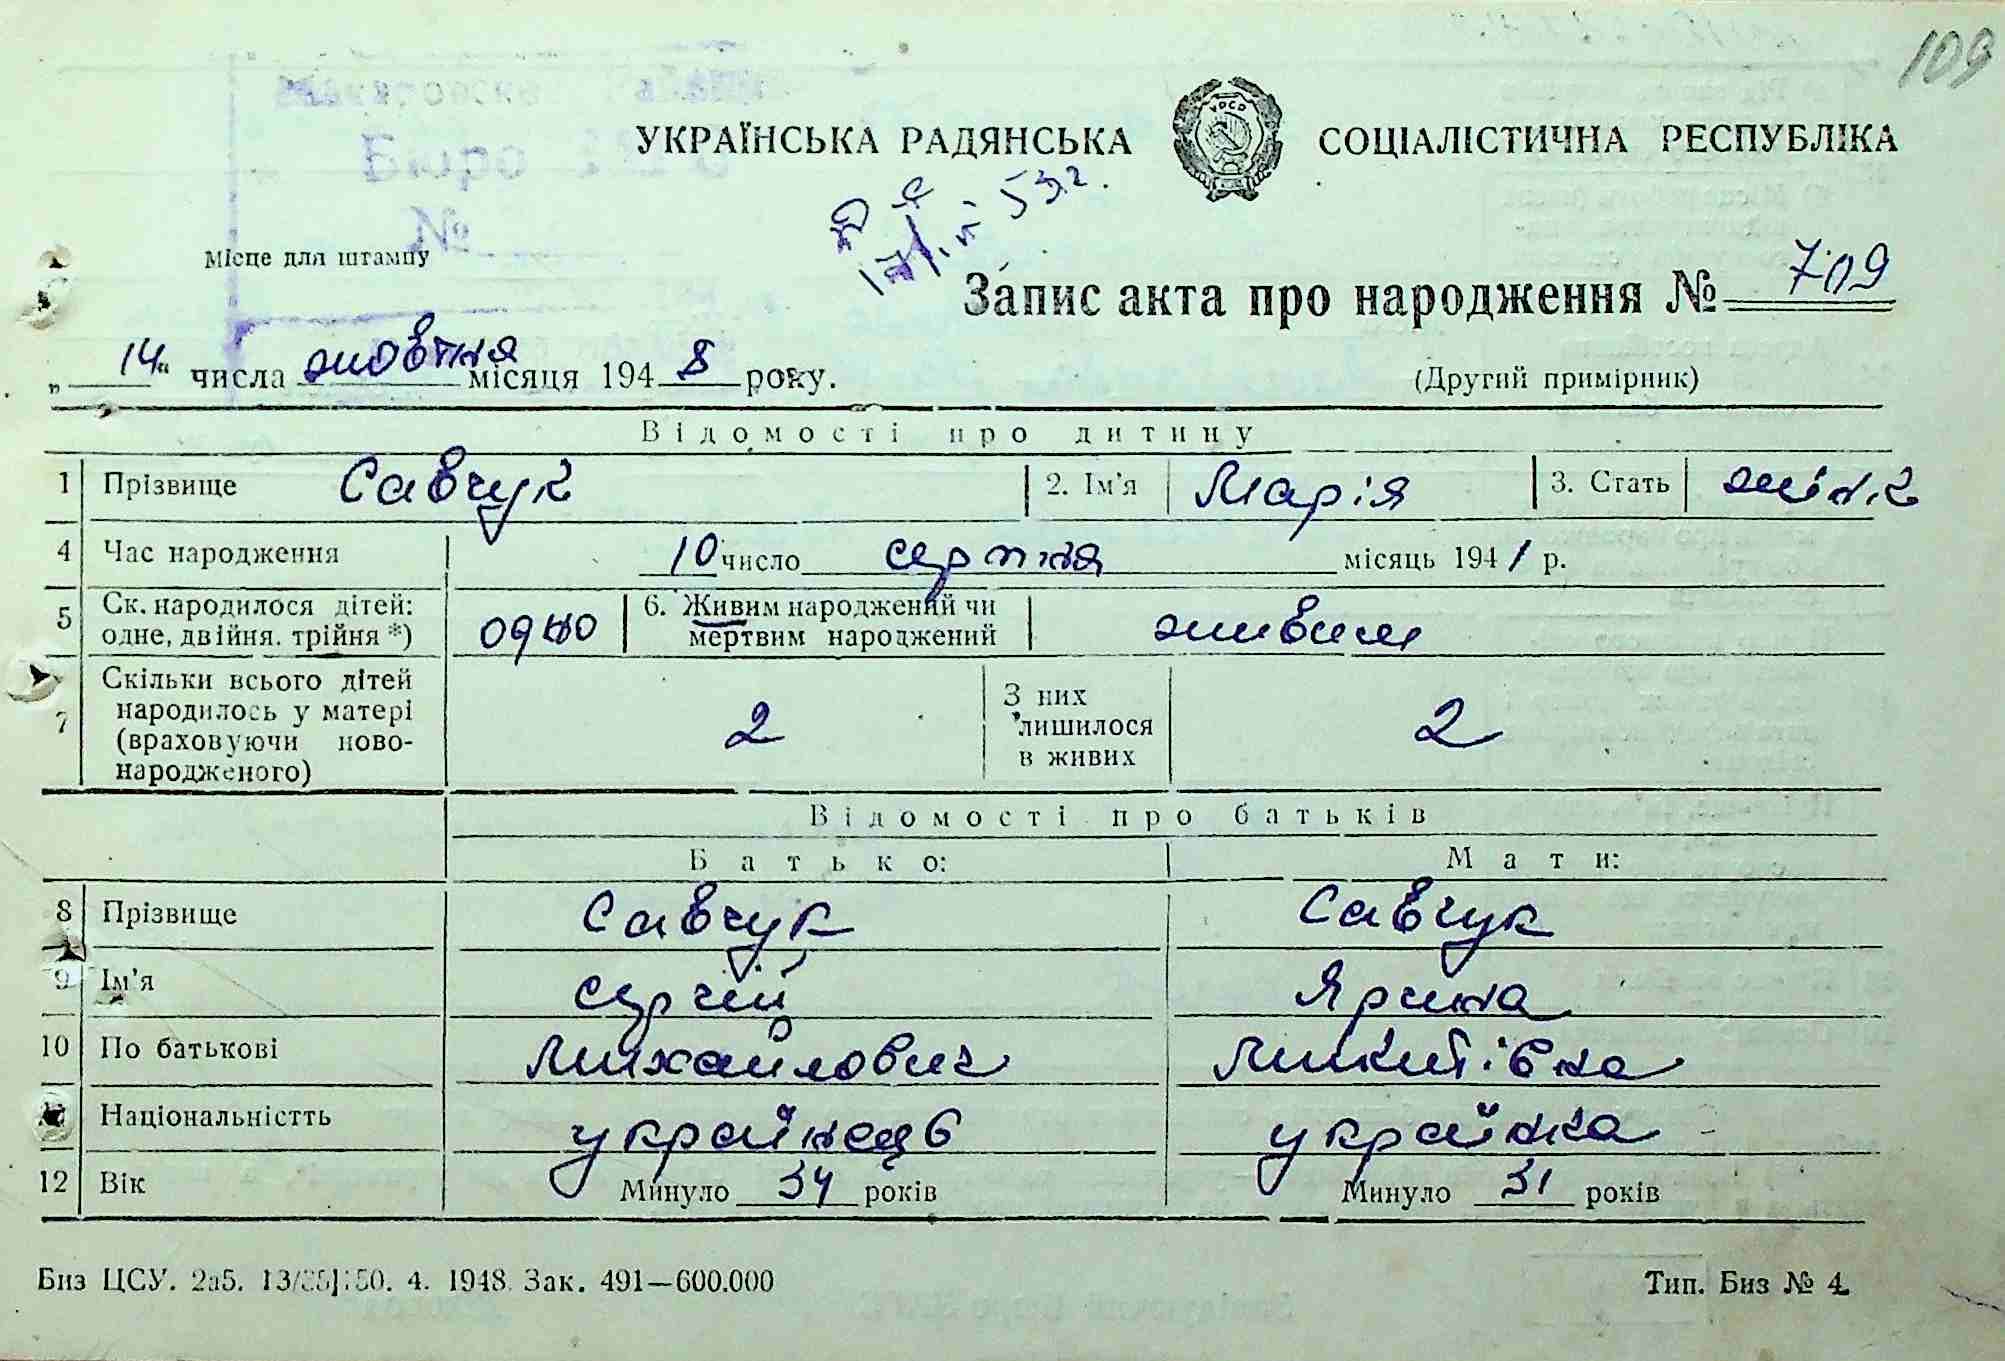 109
УКРАЇНСЬКА РАДЯНСЬКА СОЦІАЛІСТИЧНА РЕСПУБЛІКА
УРСР
Бюро
№
Місце для штампу
Запис акта про народження № 709
„14“ числа жовтня місяця 1948 року.
(Другий примірник)
Відомості про дитину
1 Прізвище Савчук 2. Ім'я Марія 3. Стать жіноч
4 Час народження 10 число серпня місяць 1941 р.
5 Ск. народилося дітей: одне, двійня. трійня *) одно 6. Живим народжений чи мертвим народжений живим
7 Скільки всього дітей народилось у матері (враховуючи новонародженого) 2 З них лишилося в живих 2
Відомості про батьків
Батько: Мати:
8 Прізвище Савчук Савчук
9 Ім'я Сергій Ярина
10 По батькові Михайлович Микитівна
Національністть українець українка
12 Вік Минуло 34 років Минуло 31 років
Биз ЦСУ. 2а5. 50. 4. 1948. Зак. 491—600.000
Тип. Биз № 4.